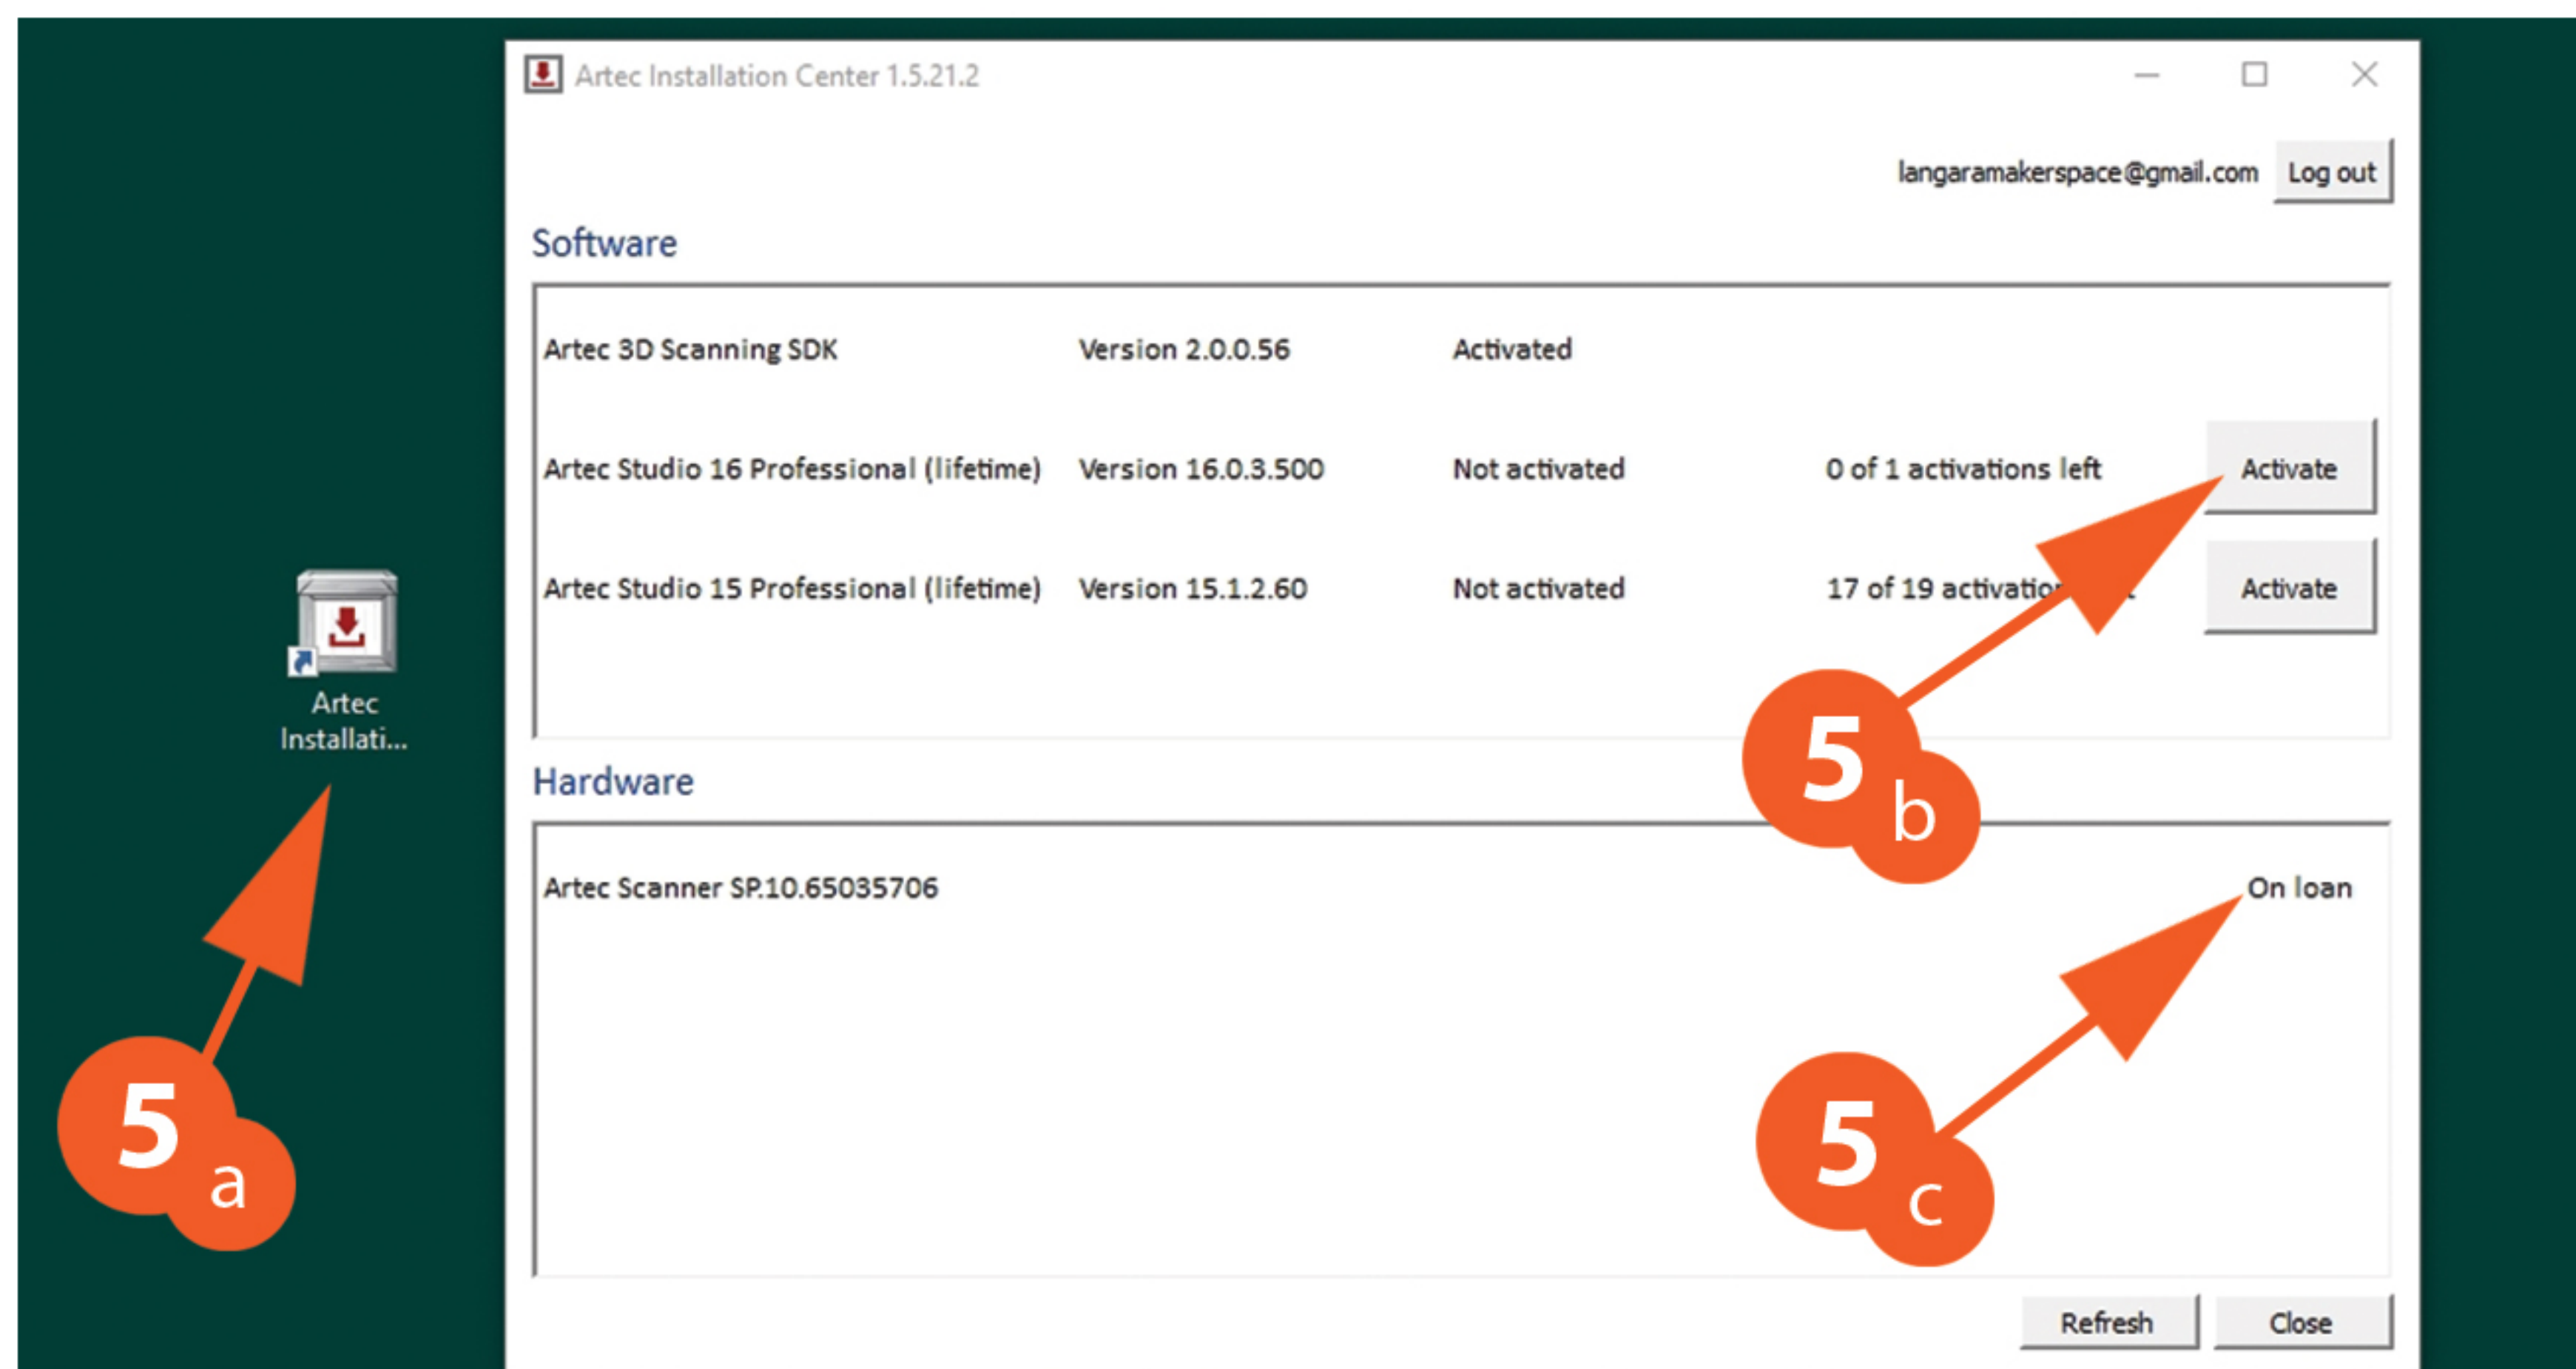 Artec Installation Center 1.5.21.2
langaramakerspace@gmail.com Log out
Software
Artec 3D Scanning SDK Version 2.0.0.56 Activated
Artec Studio 16 Professional (lifetime) Version 16.0.3.500 Not activated 0 of 1 activations left Activate
Artec Studio 15 Professional (lifetime) Version 15.1.2.60 Not activated 17 of 19 Activate
Artec
Installati...
5 b
Hardware
Artec Scanner SP.10.65035706 On loan
5 a
5 c
Refresh Close